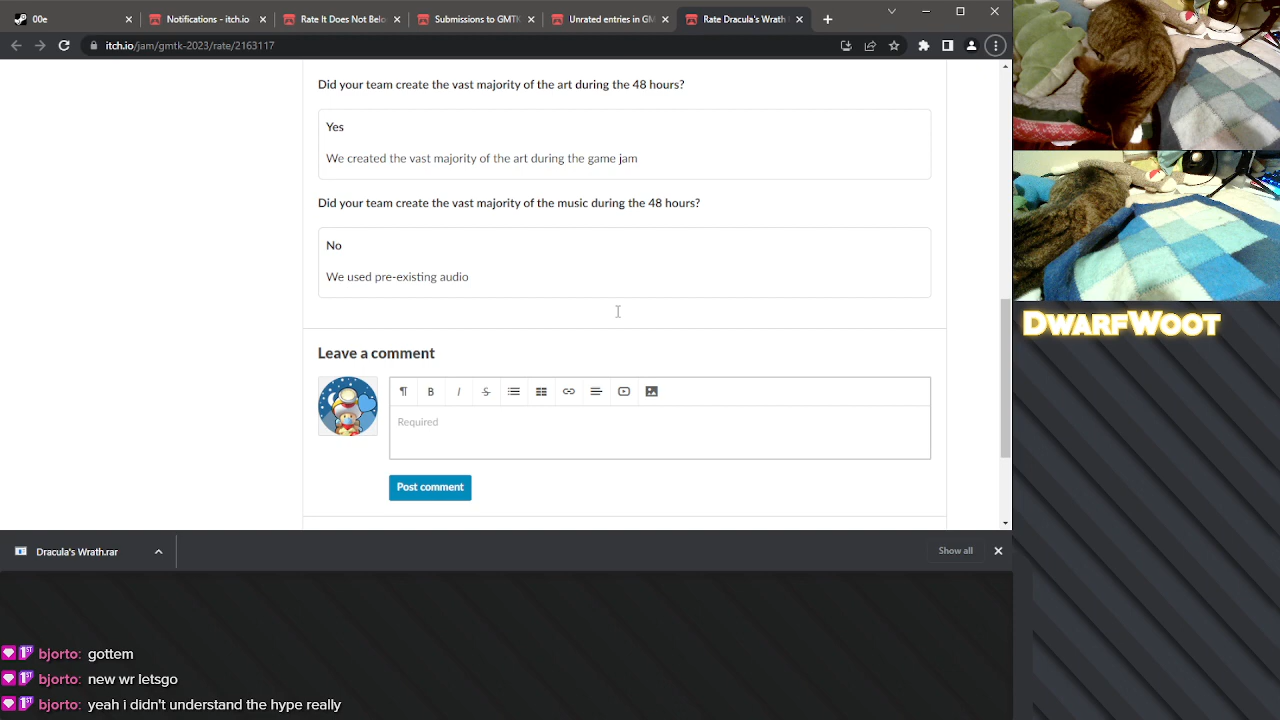 00e
Notifications - itch.io
Rate It Does Not Belo
Submissions to GMTK
Unrated entries in GM
Rate Dracula's Wrath
itch.io/jam/gmtk-2023/rate/2163117
Did your team create the vast majority of the art during the 48 hours?
Yes
We created the vast majority of the art during the game jam
Did your team create the vast majority of the music during the 48 hours?
No
We used pre-existing audio
Leave a comment
Required
Post comment
Dracula's Wrath.rar
Show all
DwarfWoot
bjorto: gottem
bjorto: new wr letsgo
bjorto: yeah i didn't understand the hype really